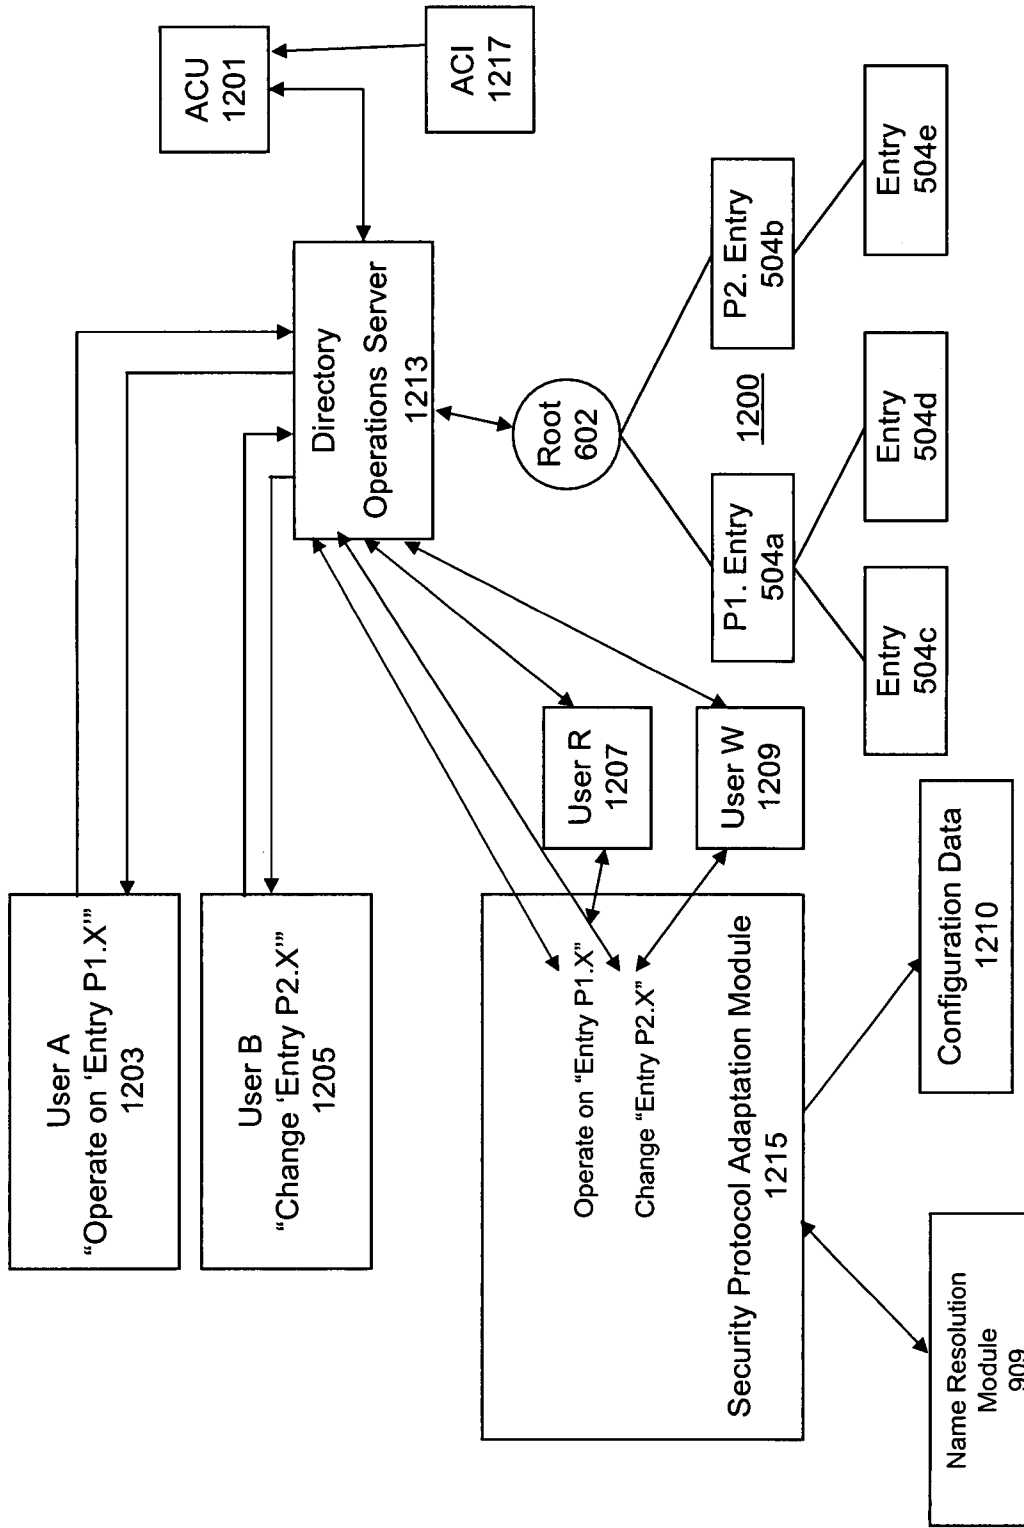 User A
“Operate on ‘Entry P1.X’”
1203
User B
“Change ‘Entry P2.X’”
1205
Directory
Operations Server
1213
ACU
1201
ACI
1217
Operate on “Entry P1.X”
Change “Entry P2.X”
Security Protocol Adaptation Module
1215
User R
1207
User W
1209
Root
602
1200
P1. Entry
504a
P2. Entry
504b
Entry
504c
Entry
504d
Entry
504e
Name Resolution
Module
909
Configuration Data
1210